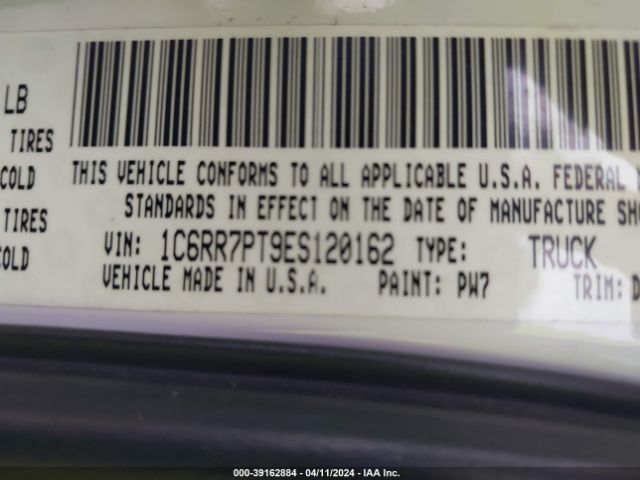 LB
TIRES
COLD
TIRES
COLD
THIS VEHICLE CONFORMS TO ALL APPLICABLE U.S.A. FEDERAL
STANDARDS IN EFFECT ON THE DATE OF MANUFACTURE SHO
VIN: 1C6RR7PT9ES120162 TYPE: TRUCK
VEHICLE MADE IN U.S.A. PAINT: PW7 TRIM: D
000-39162884 - 04/11/2024 - IAA Inc.